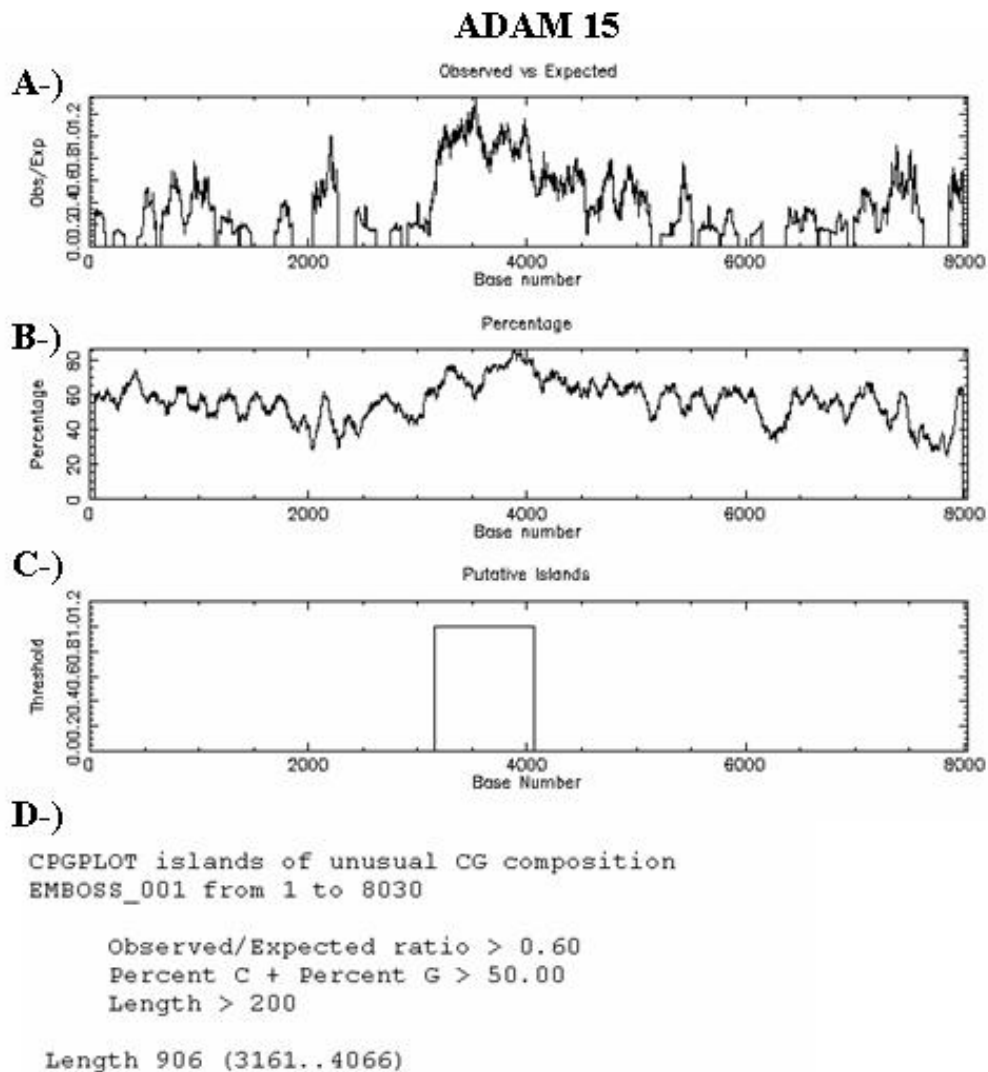 ADAM 15
A-)
Observed vs Expected
Obs/Exp
0.00.20.40.60.81.01.2
0 2000 4000 6000 8000
Base number
B-)
Percentage
Percentage
0 20 40 60 80
0 2000 4000 6000 8000
Base number
C-)
Putative Islands
Threshold
0.00.20.40.60.81.01.2
0 2000 4000 6000 8000
Base Number
D-)
CPGPLOT islands of unusual CG composition
EMBOSS_001 from 1 to 8030
Observed/Expected ratio > 0.60
Percent C + Percent G > 50.00
Length > 200
Length 906 (3161..4066)